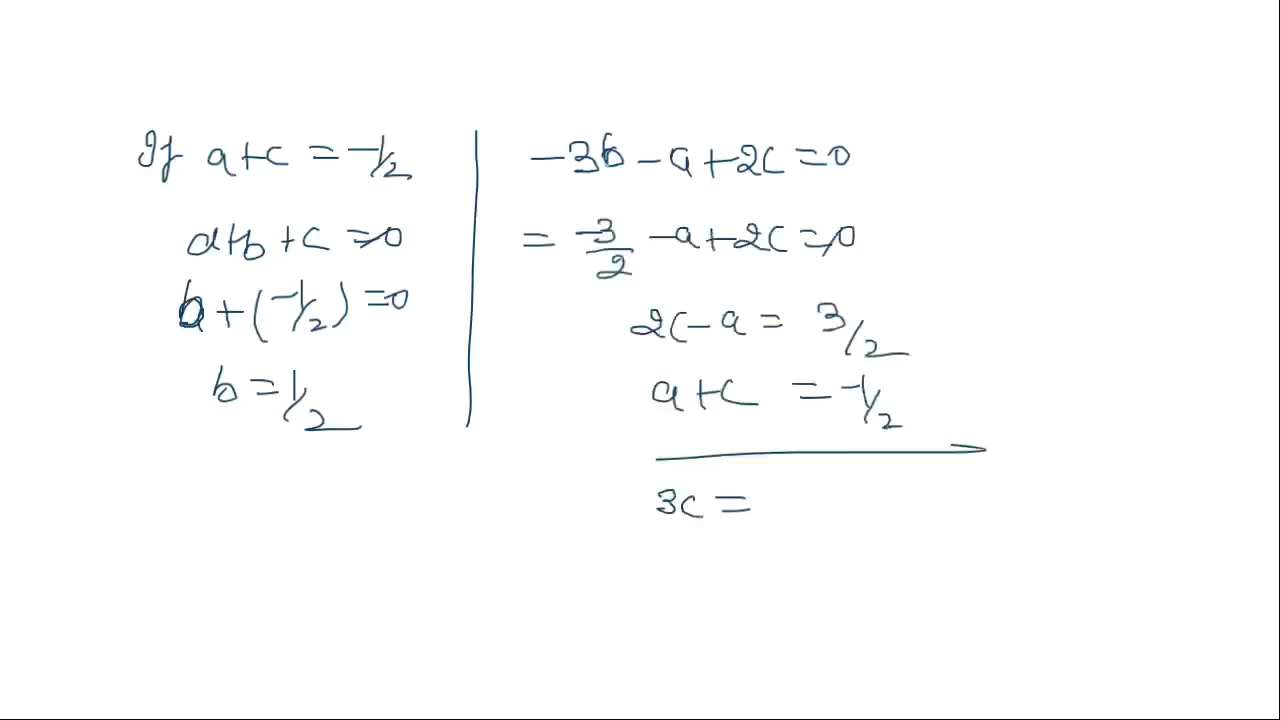 If a+c = -1/2
a+b+c = 0
b+(-1/2) = 0
b = 1/2
-3b-a+2c = 0
= -3/2 -a+2c = 0
2c-a = 3/2
a+c = -1/2
3c =